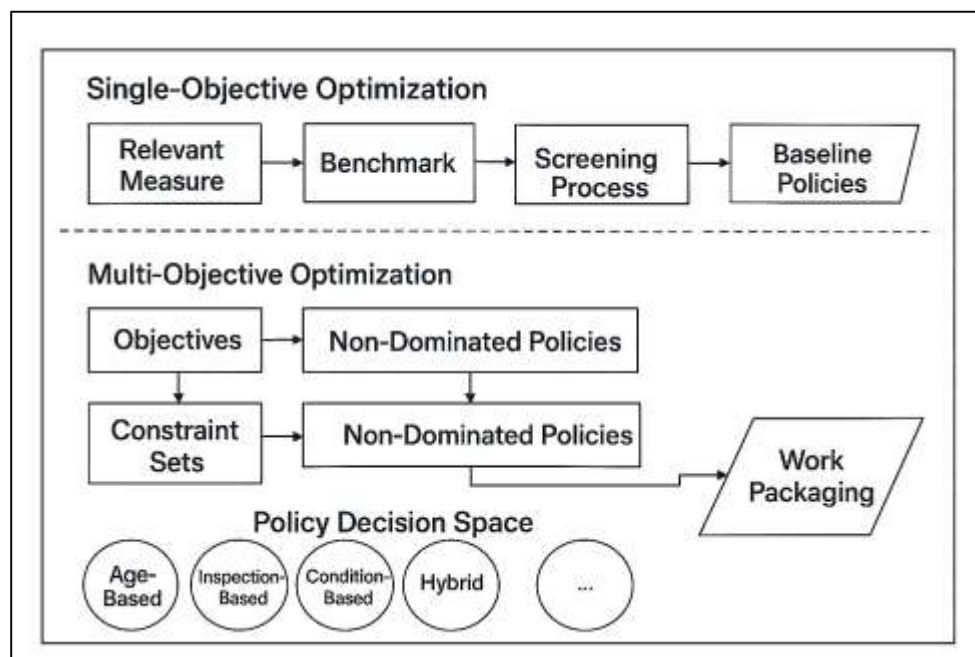 Single-Objective Optimization
Relevant
Measure
Benchmark
Screening
Process
Baseline
Policies
Multi-Objective Optimization
Objectives
Non-Dominated Policies
Constraint
Sets
Non-Dominated Policies
Work
Packaging
Policy Decision Space
Age-
Based
Inspection-
Based
Condition-
Based
Hybrid
...